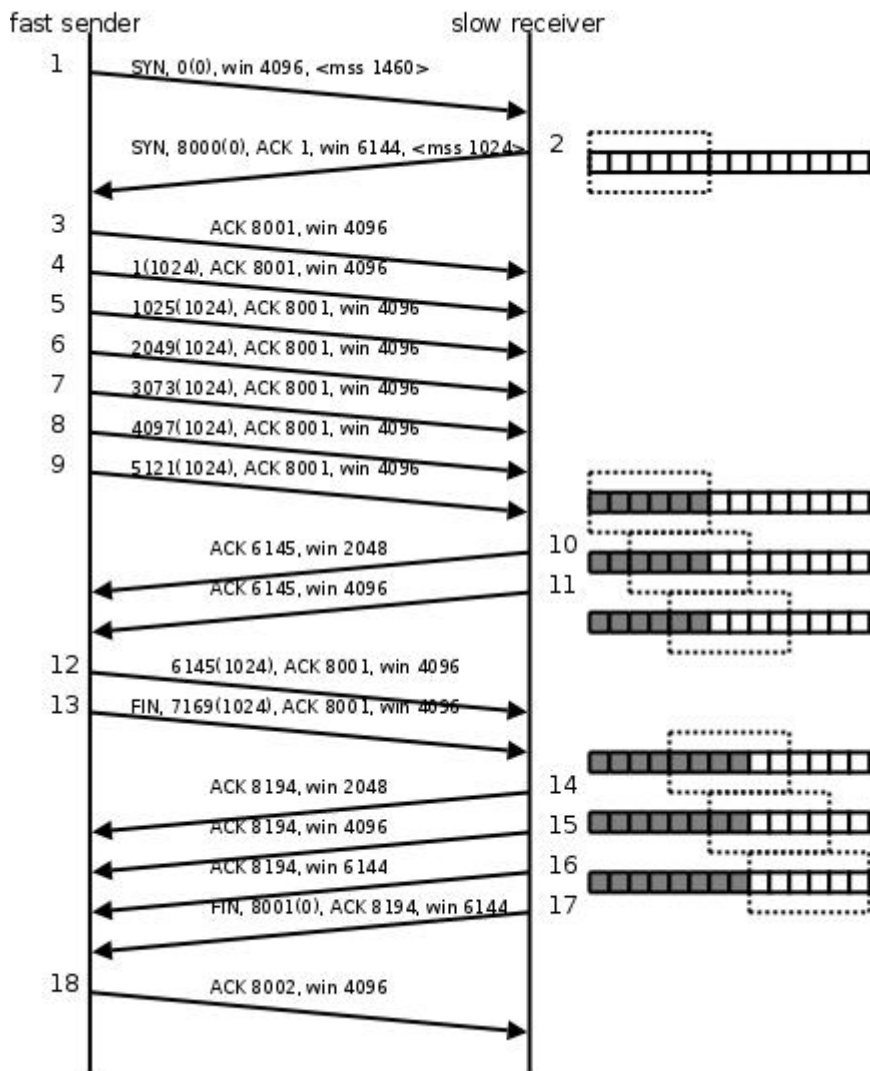 fast sender
slow receiver
1
SYN, 0(0), win 4096, <mss 1460>
2
SYN, 8000(0), ACK 1, win 6144, <mss 1024>
3
ACK 8001, win 4096
4
1(1024), ACK 8001, win 4096
5
1025(1024), ACK 8001, win 4096
6
2049(1024), ACK 8001, win 4096
7
3073(1024), ACK 8001, win 4096
8
4097(1024), ACK 8001, win 4096
9
5121(1024), ACK 8001, win 4096
10
ACK 6145, win 2048
11
ACK 6145, win 4096
12
6145(1024), ACK 8001, win 4096
13
FIN, 7169(1024), ACK 8001, win 4096
14
ACK 8194, win 2048
15
ACK 8194, win 4096
16
ACK 8194, win 6144
17
FIN, 8001(0), ACK 8194, win 6144
18
ACK 8002, win 4096